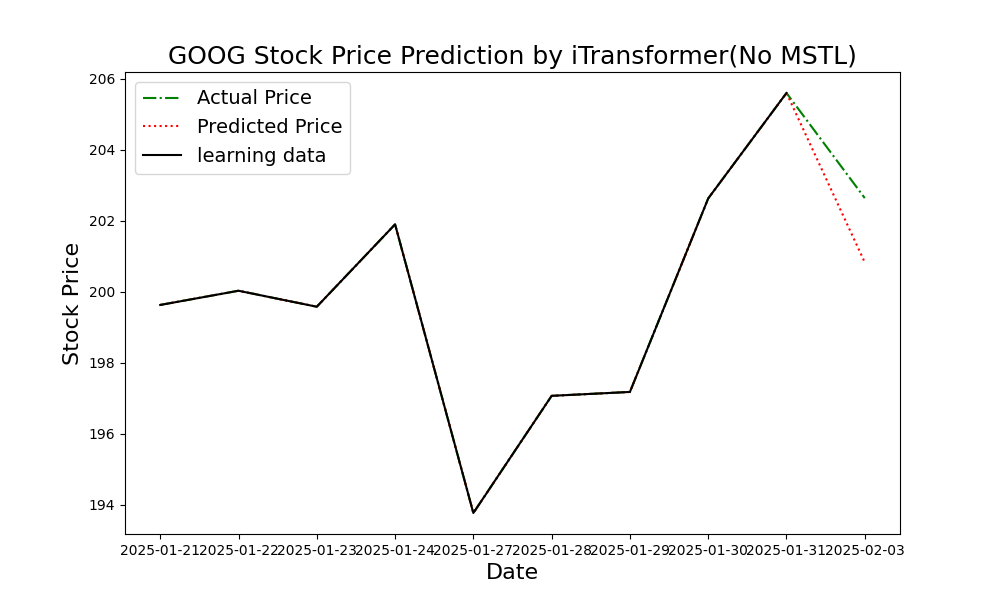 GOOG Stock Price Prediction by iTransformer(No MSTL)
Actual Price
Predicted Price
learning data
206
204
202
200
198
196
194
Stock Price
2025-01-21 2025-01-22 2025-01-23 2025-01-24 2025-01-27 2025-01-28 2025-01-29 2025-01-30 2025-01-31 2025-02-03
Date